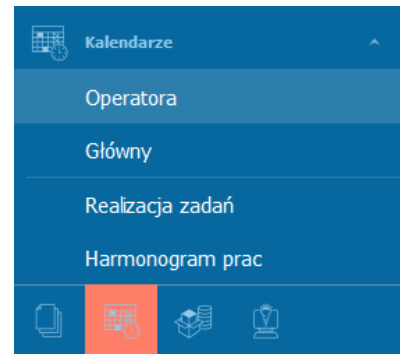 Kalendarze
Operatora
Główny
Realizacja zadań
Harmonogram prac